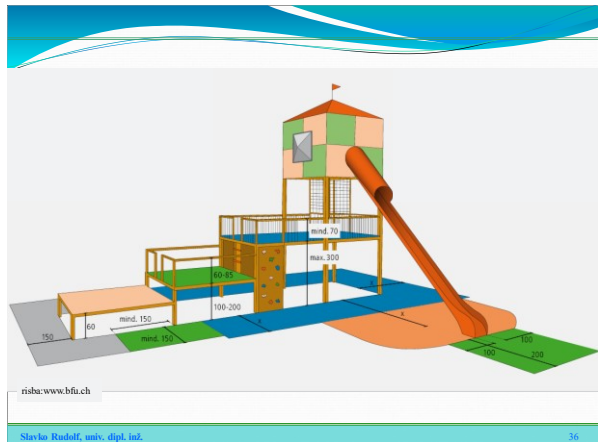 mind. 70
max. 300
60-85
100-200
x
x
x
mind. 150
60
150
mind. 150
100
100
200
risba:www.bfu.ch
Slavko Rudolf, univ. dipl. inž.
36